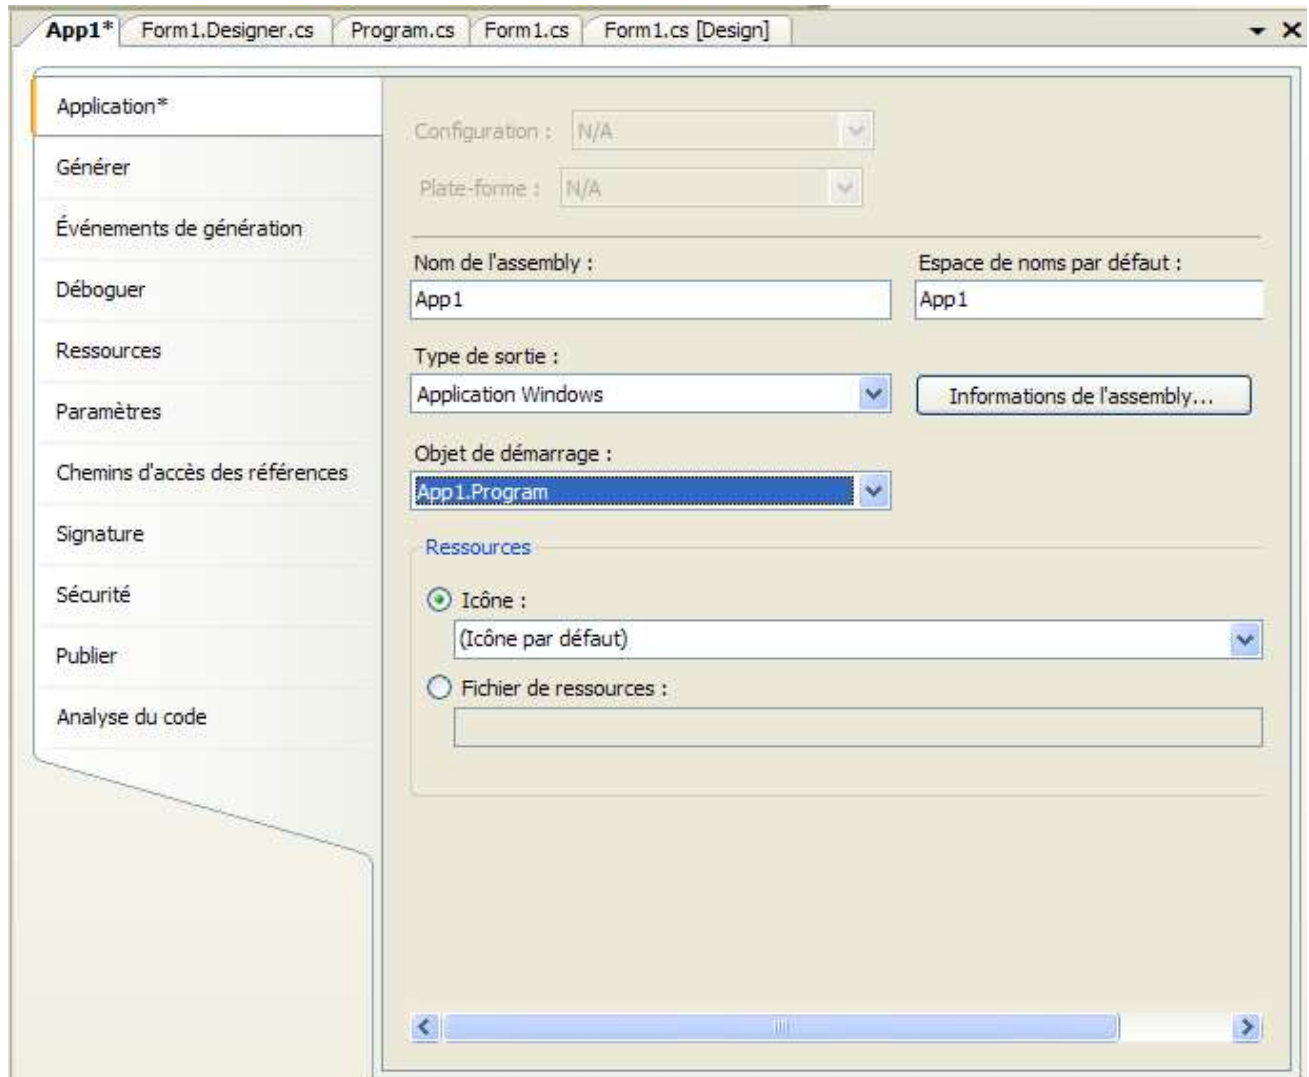 App1* Form1.Designer.cs Program.cs Form1.cs Form1.cs [Design]
Application*
Générer
Événements de génération
Déboguer
Ressources
Paramètres
Chemins d'accès des références
Signature
Sécurité
Publier
Analyse du code
Configuration : N/A
Plate-forme : N/A
Nom de l'assembly : Espace de noms par défaut :
App1 App1
Type de sortie :
Application Windows Informations de l'assembly...
Objet de démarrage :
App1.Program
Ressources
Icône :
(Icône par défaut)
Fichier de ressources :